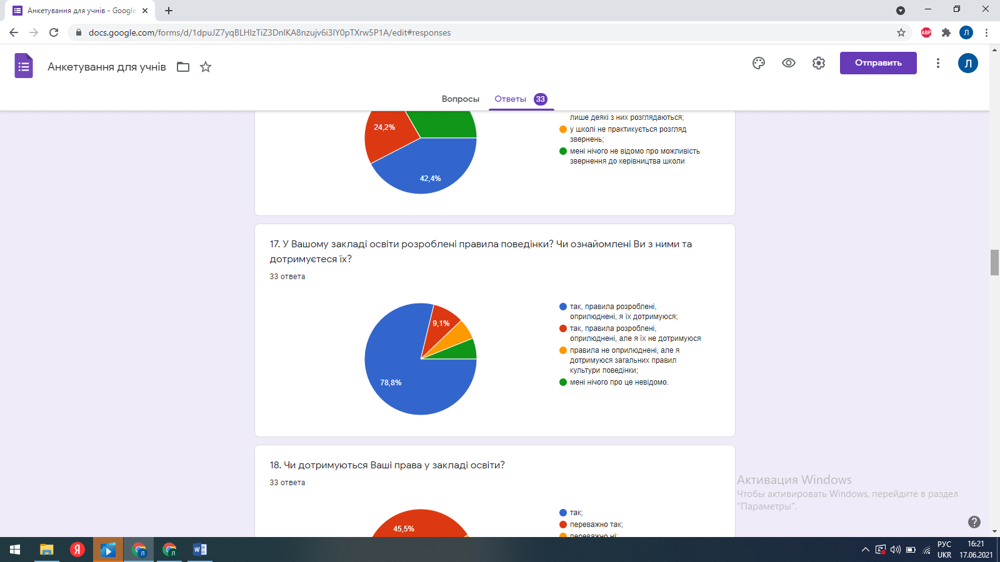 Анкетування для учнів - Google
docs.google.com/forms/d/1dpuJZ7yqBLHIzTiZ3DnIKA8nzujv6i3IY0pTXrw5P1A/edit#responses
ABP
Л
Анкетування для учнів
Отправить
Л
Вопросы
Ответы 33
лише деякі з них розглядаються;
у школі не практикується розгляд
звернень;
мені нічого не відомо про можливість
звернення до керівництва школи
24,2%
42,4%
17. У Вашому закладі освіти розроблені правила поведінки? Чи ознайомлені Ви з ними та
дотримуєтеся їх?
33 ответа
так, правила розроблені,
оприлюднені, я їх дотримуюся;
так, правила розроблені,
оприлюднені, але я їх не дотримуюся
правила не оприлюднені, але я
дотримуюся загальних правил
культури поведінки;
мені нічого про це невідомо.
9,1%
78,8%
18. Чи дотримуються Ваші права у закладі освіти?
33 ответа
так;
переважно так;
переважно ні;
45,5%
Активация Windows
Чтобы активировать Windows, перейдите в раздел
"Параметры".
Я
Л
Л
W
РУС
UKR
16:21
17.06.2021